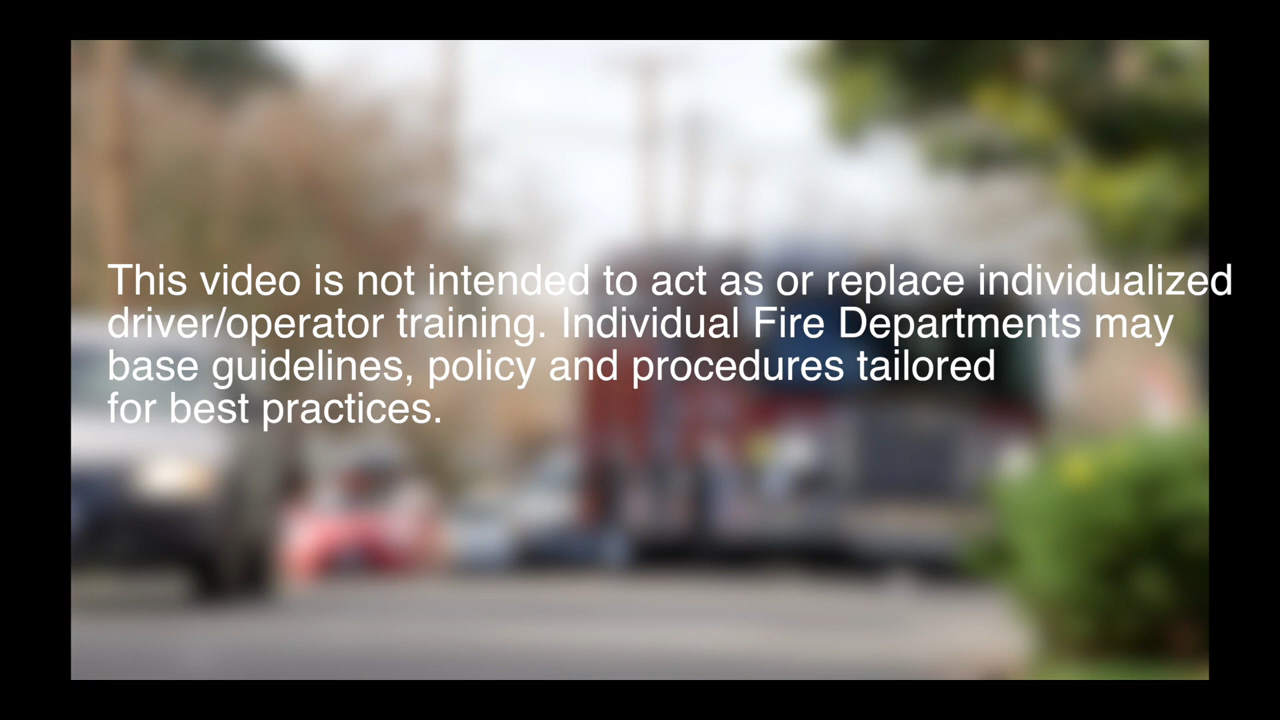 This video is not intended to act as or replace individualized
driver/operator training. Individual Fire Departments may
base guidelines, policy and procedures tailored
for best practices.